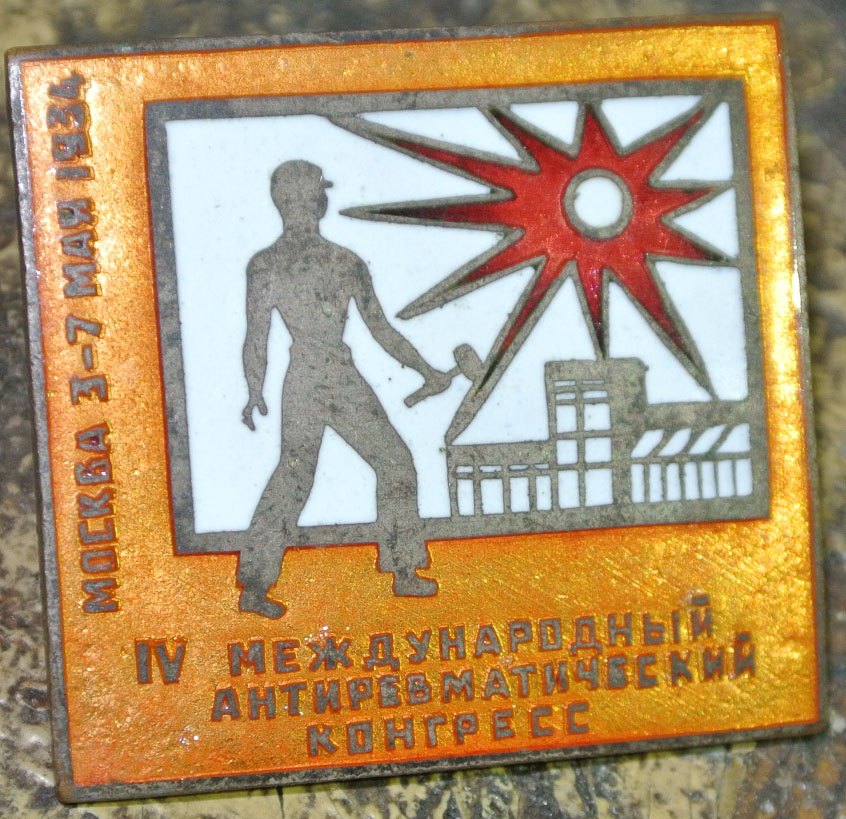 МОСКВА 3-7 МАЯ 1934
IV МЕЖДУНАРОДНЫЙ
АНТИРЕВМАТИЧЕСКИЙ
КОНГРЕСС